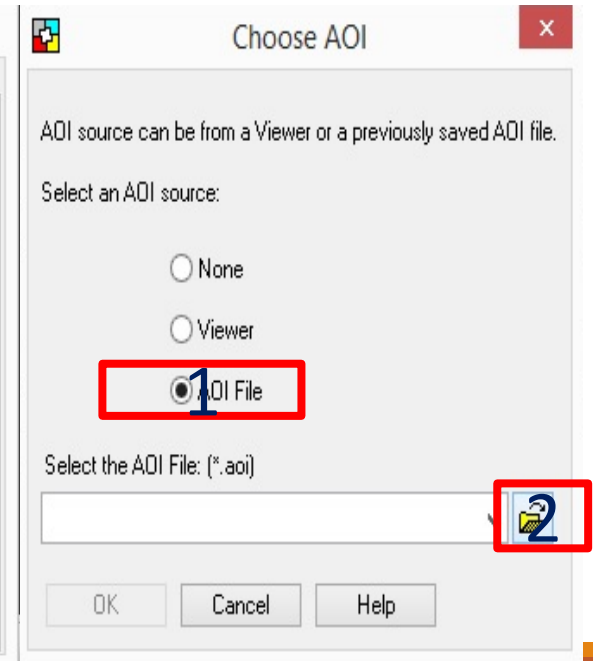 Choose AOI
x
AOI source can be from a Viewer or a previously saved AOI file.
Select an AOI source:
None
Viewer
1 AOI File
Select the AOI File: (*.aoi)
2
OK Cancel Help